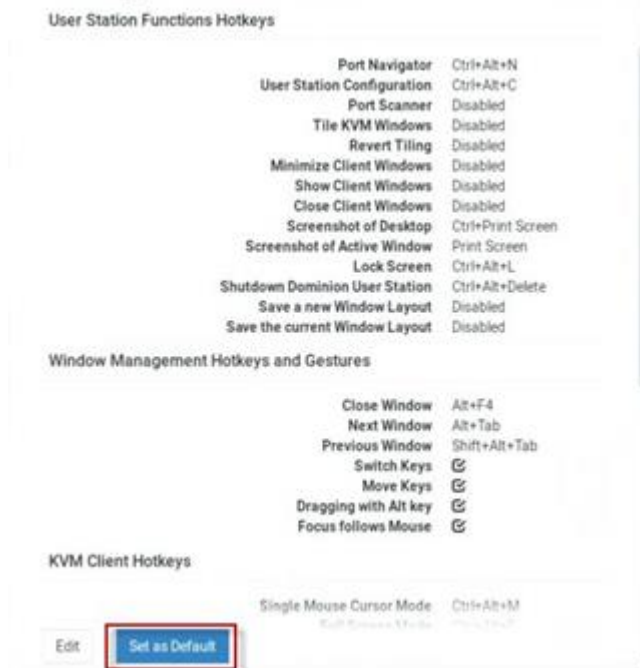 User Station Functions Hotkeys
Port Navigator Ctrl+Alt+N
User Station Configuration Ctrl+Alt+C
Port Scanner Disabled
Tile KVM Windows Disabled
Revert Tiling Disabled
Minimize Client Windows Disabled
Show Client Windows Disabled
Close Client Windows Disabled
Screenshot of Desktop Ctrl+Print Screen
Screenshot of Active Window Print Screen
Lock Screen Ctrl+Alt+L
Shutdown Dominion User Station Ctrl+Alt+Delete
Save a new Window Layout Disabled
Save the current Window Layout Disabled
Window Management Hotkeys and Gestures
Close Window Alt+F4
Next Window Alt+Tab
Previous Window Shift+Alt+Tab
Switch Keys
Move Keys
Dragging with Alt key
Focus follows Mouse
KVM Client Hotkeys
Single Mouse Cursor Mode Ctrl+Alt+M
Edit Set as Default